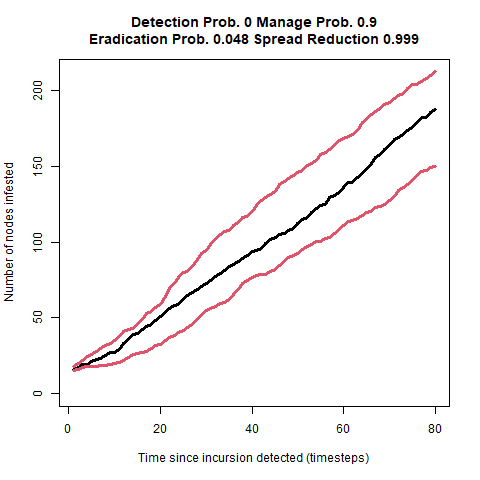 Detection Prob. 0 Manage Prob. 0.9
Eradication Prob. 0.048 Spread Reduction 0.999
200
150
100
50
0
Number of nodes infested
0 20 40 60 80
Time since incursion detected (timesteps)